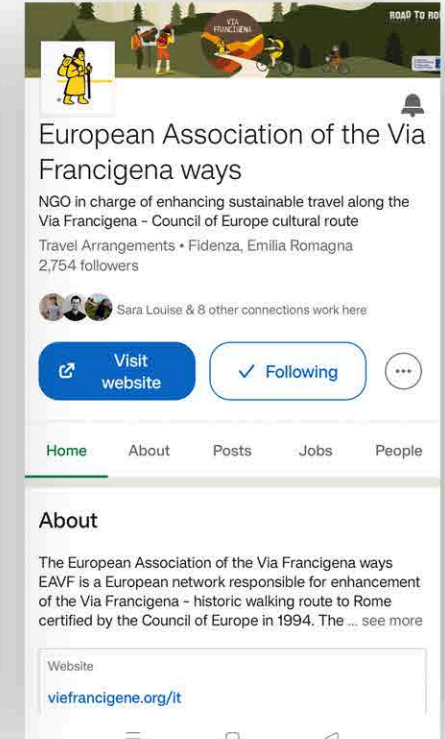 ROAD TO RO
VIA
FRANCIGENA
European Association of the Via
Francigena ways
NGO in charge of enhancing sustainable travel along the
Via Francigena – Council of Europe cultural route
Travel Arrangements • Fidenza, Emilia Romagna
2,754 followers
Sara Louise & 8 other connections work here
Visit
website
Following
Home About Posts Jobs People
About
The European Association of the Via Francigena ways
EAVF is a European network responsible for enhancement
of the Via Francigena – historic walking route to Rome
certified by the Council of Europe in 1994. The ... see more
Website
viefrancigene.org/it